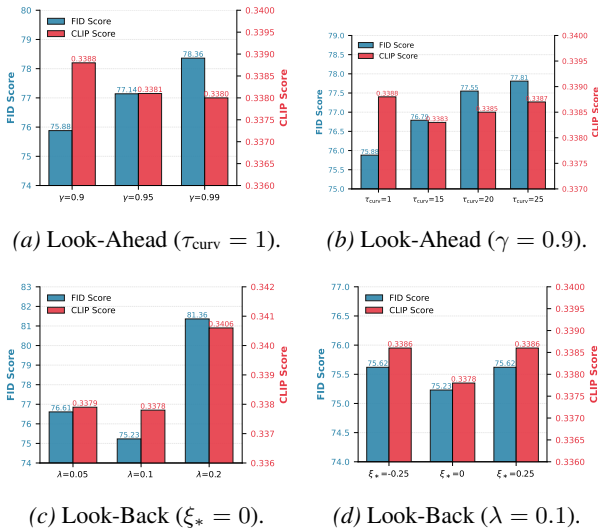 80
79
78
77
76
75
74
FID Score
FID Score
CLIP Score
75.88
0.3388
77.14
0.3381
78.36
0.3380
γ=0.9
γ=0.95
γ=0.99
0.3400
0.3395
0.3390
0.3385
0.3380
0.3375
0.3370
0.3365
0.3360
CLIP Score
(a) Look-Ahead (τcurv = 1).
79.0
78.5
78.0
77.5
77.0
76.5
76.0
75.5
75.0
FID Score
FID Score
CLIP Score
75.88
0.3388
76.79
0.3383
77.55
0.3385
77.81
0.3387
τcurv=1
τcurv=15
τcurv=20
τcurv=25
0.3400
0.3395
0.3390
0.3385
0.3380
0.3375
0.3370
CLIP Score
(b) Look-Ahead (γ = 0.9).
83
82
81
80
79
78
77
76
75
74
FID Score
FID Score
CLIP Score
76.61
0.3379
75.23
0.3378
81.36
0.3406
λ=0.05
λ=0.1
λ=0.2
0.342
0.341
0.340
0.339
0.338
0.337
0.336
CLIP Score
(c) Look-Back (ξ* = 0).
77.0
76.5
76.0
75.5
75.0
74.5
74.0
FID Score
FID Score
CLIP Score
75.62
0.3386
75.23
0.3378
75.62
0.3386
ξ*=-0.25
ξ*=0
ξ*=0.25
0.3400
0.3395
0.3390
0.3385
0.3380
0.3375
0.3370
0.3365
0.3360
CLIP Score
(d) Look-Back (λ = 0.1).